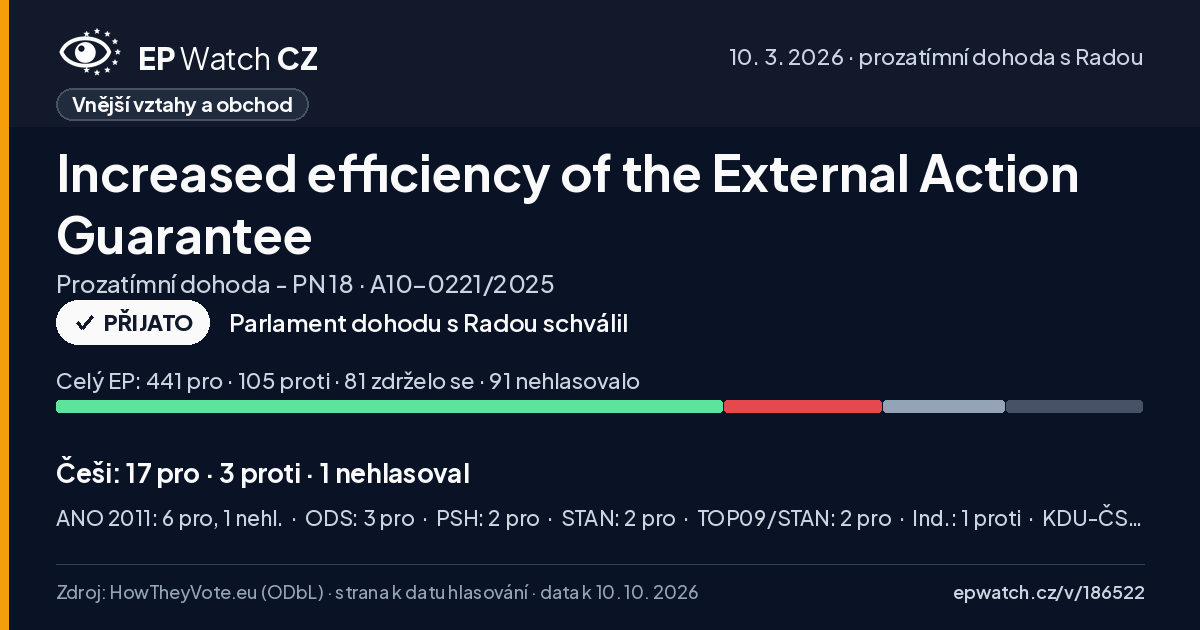 EP Watch CZ
10. 3. 2026 · prozatímní dohoda s Radou
Vnější vztahy a obchod
Increased efficiency of the External Action
Guarantee
Prozatímní dohoda – PN 18 · A10–0221/2025
✓ PŘIJATO Parlament dohodu s Radou schválil
Celý EP: 441 pro · 105 proti · 81 zdrželo se · 91 nehlasovalo
Češi: 17 pro · 3 proti · 1 nehlasoval
ANO 2011: 6 pro, 1 nehl. · ODS: 3 pro · PSH: 2 pro · STAN: 2 pro · TOP09/STAN: 2 pro · Ind.: 1 proti · KDU-ČS…
Zdroj: HowTheyVote.eu (ODbL) · strana k datu hlasování · data k 10. 10. 2026
epwatch.cz/v/186522